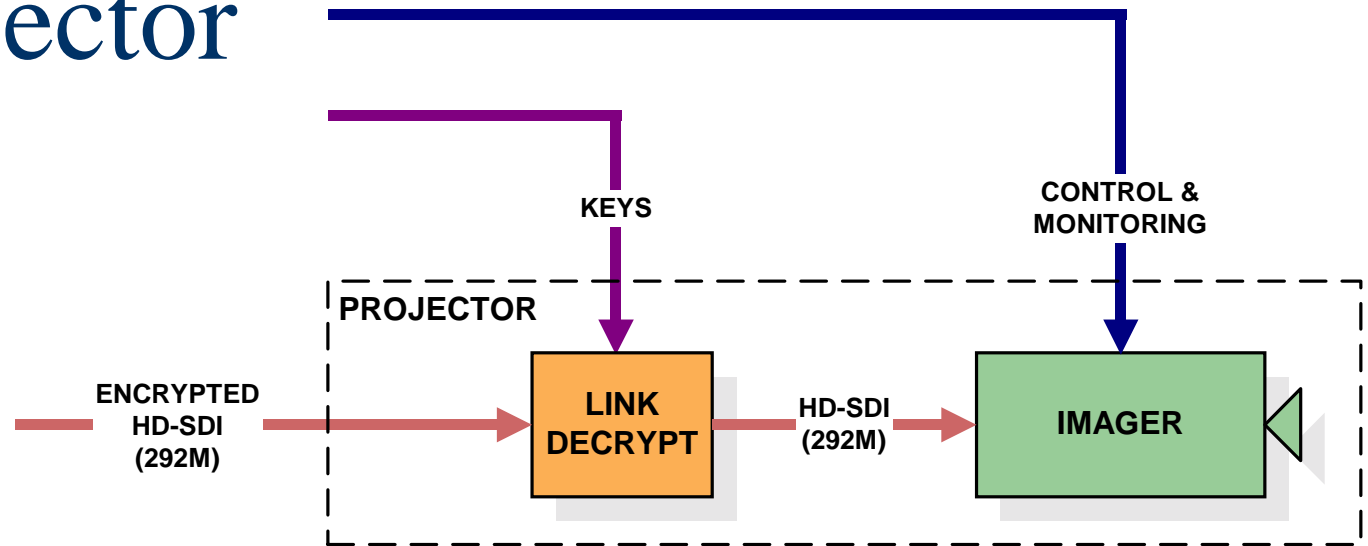 ector
KEYS
CONTROL &
MONITORING
PROJECTOR
ENCRYPTED
HD-SDI
(292M)
LINK
DECRYPT
HD-SDI
(292M)
IMAGER